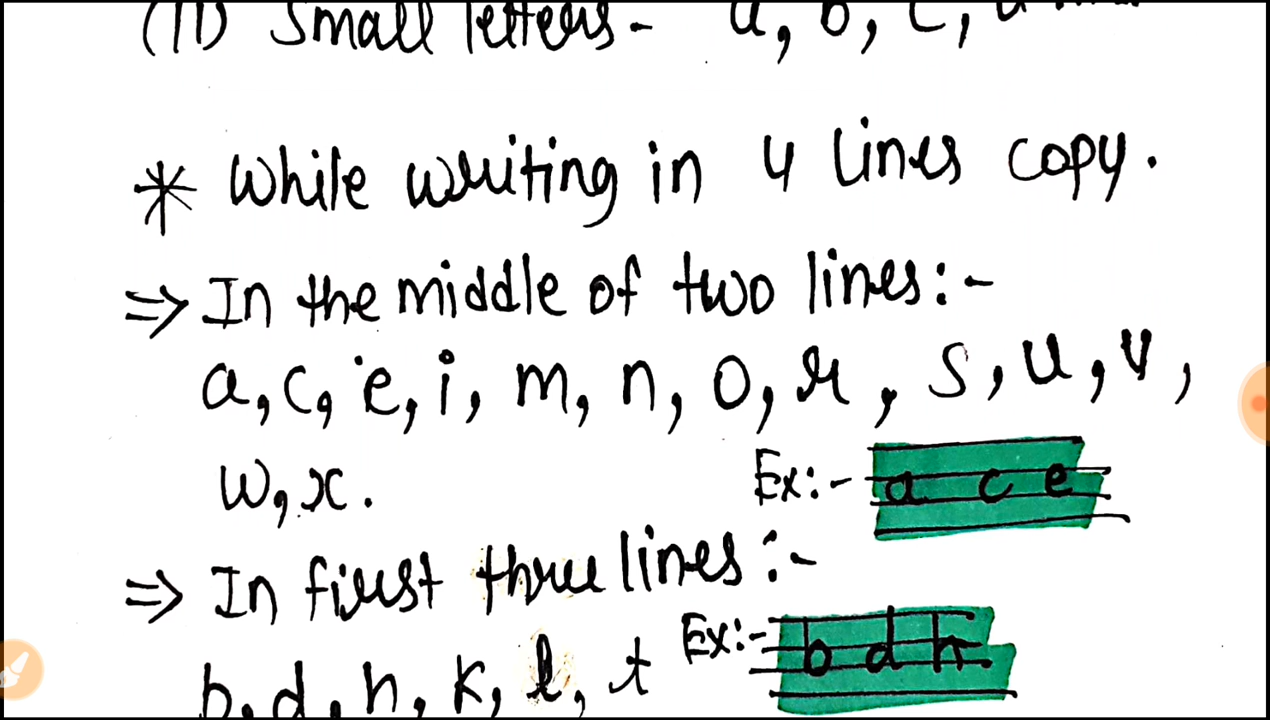 (II) Small letters - a, b, c, d
* While writing in 4 lines copy.
=> In the middle of two lines :-
a, c, e, i, m, n, o, r, s, u, v,
w, x.
Ex:- a c e
=> In first three lines :-
b, d, h, k, l, t
Ex:- b d h